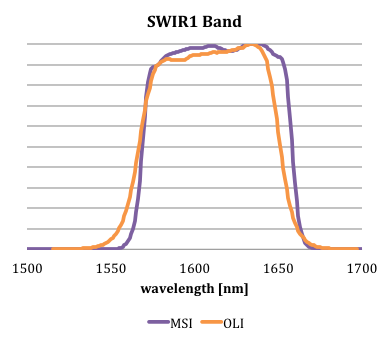 SWIR1 Band
1500 1550 1600 1650 1700
wavelength [nm]
MSI OLI